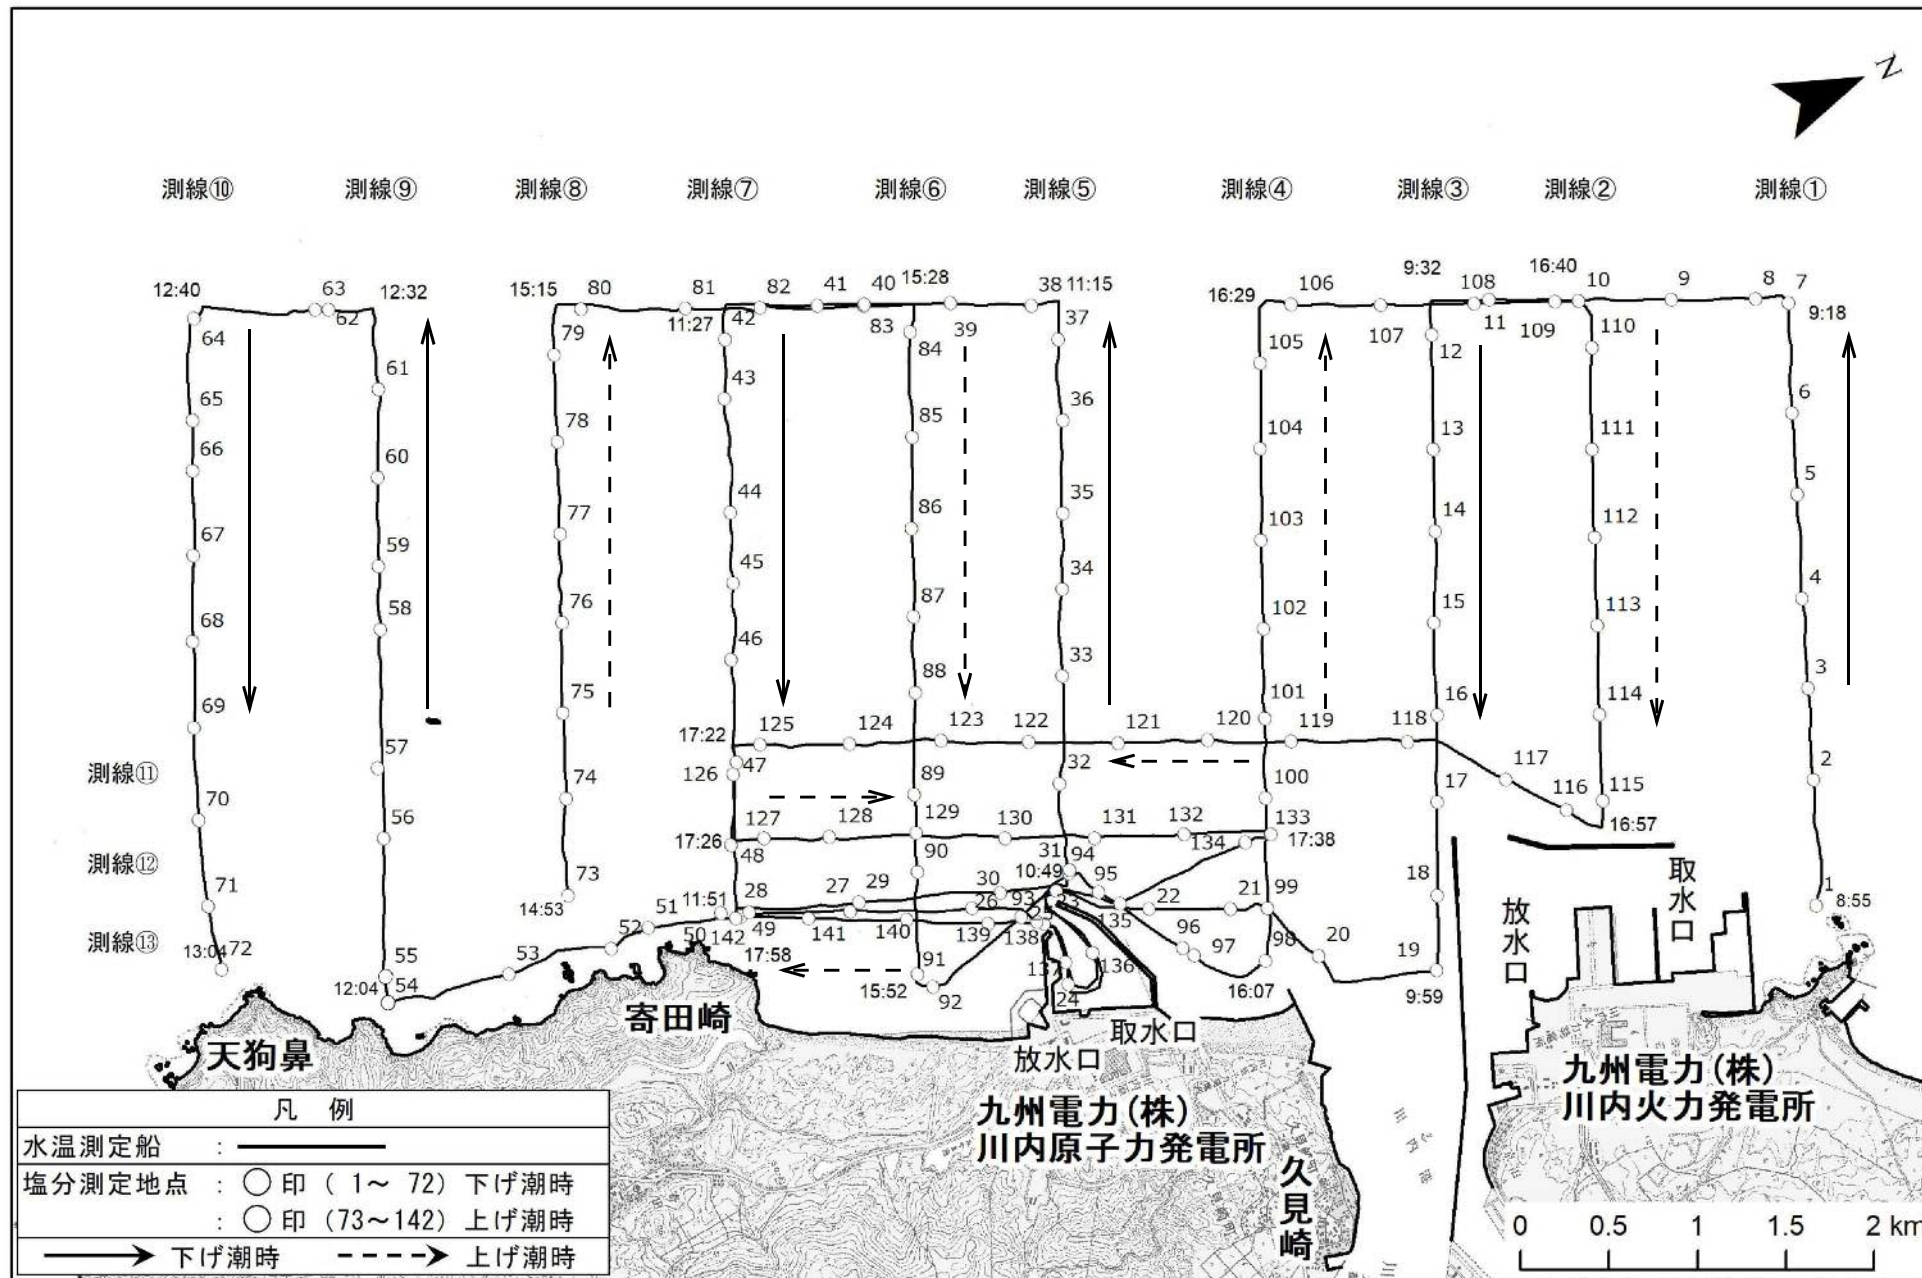 N
測線⑩ 測線⑨ 測線⑧ 測線⑦ 測線⑥ 測線⑤ 測線④ 測線③ 測線② 測線①
12:40 63 12:32 15:15 80 81 82 41 40 15:28 38 11:15 16:29 106 9:32 108 16:40 10 9 8 7
64 62 79 11:27 42 83 39 37 107 11 109 110 9:18
61 43 84 105 12
65 78 85 36 104 13 111 6
66 60 44 86 35 103 14 112 5
67 59 77 45 87 34 102 15 113 4
68 58 76 46 88 33 101 16 114 3
69 75
17:22 125 124 123 122 121 120 119 118
測線⑪ 57 126 47 89 32 100 17 117 2
70 74 116 115
56 127 128 129 130 131 132 133 16:57
17:26 48 134 17:38
測線⑫ 90 31 94 取水口
73 10:49 95 18
71 14:53 11:51 28 27 29 30 93 23 22 21 99 1 8:55
測線⑬ 52 51 49 26 25 135 放水口
13:04 72 53 50 142 141 140 139 138 96 97 98 20 19
17:58 137 136
55 91
12:04 54 15:52 92 24 16:07 9:59
寄田崎 取水口
天狗鼻 放水口
九州電力(株)
川内火力発電所
九州電力(株)
川内原子力発電所
久見崎
川内
川
凡 例
水温測定船 :
塩分測定地点 : ○印 ( 1～ 72) 下げ潮時
: ○印 (73～142) 上げ潮時
下げ潮時 上げ潮時
0 0.5 1 1.5 2 km